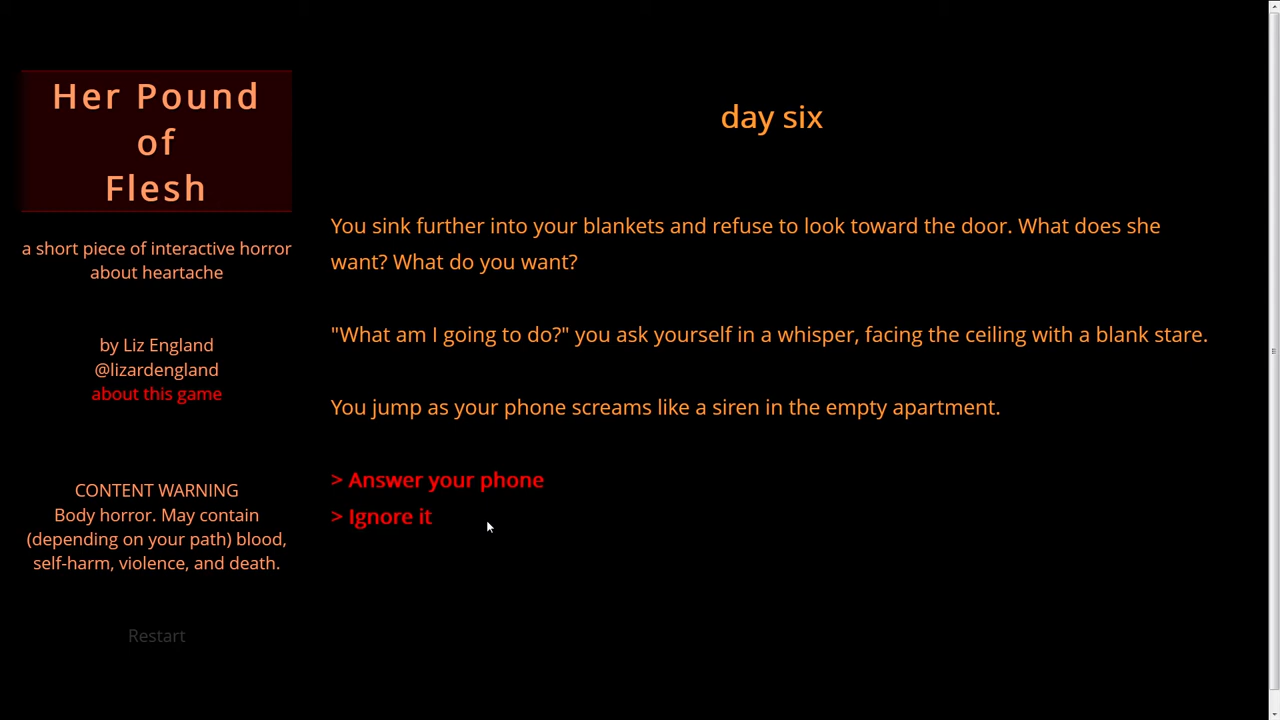 Her Pound
of
Flesh
a short piece of interactive horror
about heartache
by Liz England
@lizardengland
about this game
CONTENT WARNING
Body horror. May contain
(depending on your path) blood,
self-harm, violence, and death.
Restart
day six
You sink further into your blankets and refuse to look toward the door. What does she
want? What do you want?
"What am I going to do?" you ask yourself in a whisper, facing the ceiling with a blank stare.
You jump as your phone screams like a siren in the empty apartment.
> Answer your phone
> Ignore it